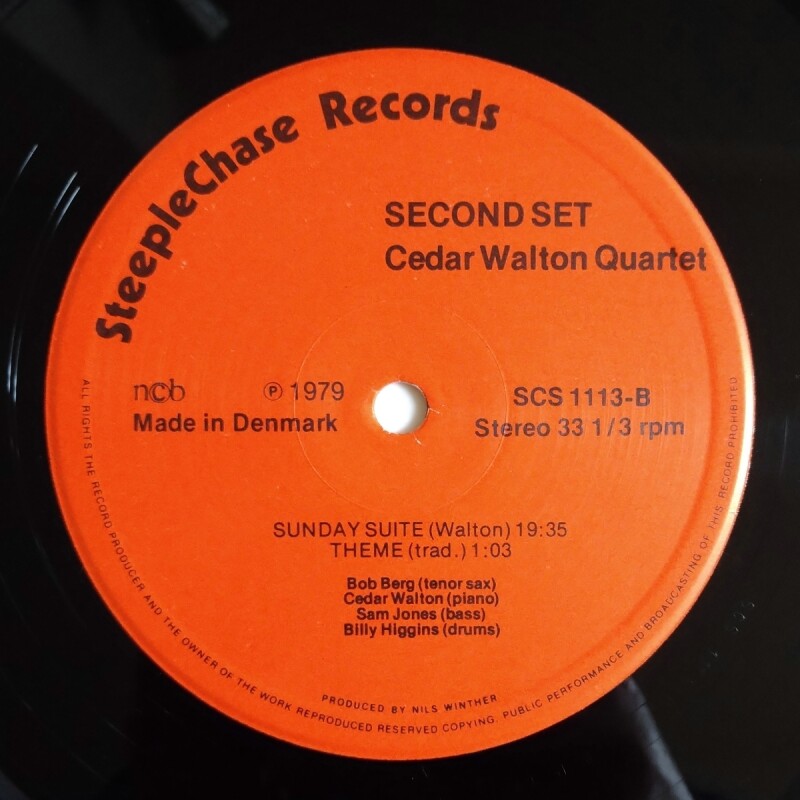 SteepleChase Records
SECOND SET
Cedar Walton Quartet
ncb ℗ 1979
Made in Denmark
SCS 1113-B
Stereo 33 1/3 rpm
SUNDAY SUITE (Walton) 19:35
THEME (trad.) 1:03
Bob Berg (tenor sax)
Cedar Walton (piano)
Sam Jones (bass)
Billy Higgins (drums)
PRODUCED BY NILS WINTHER
ALL RIGHTS THE RECORD PRODUCER AND THE OWNER OF THE WORK REPRODUCED RESERVED COPYING, PUBLIC PERFORMANCE AND BROADCASTING OF THIS RECORD PROHIBITED